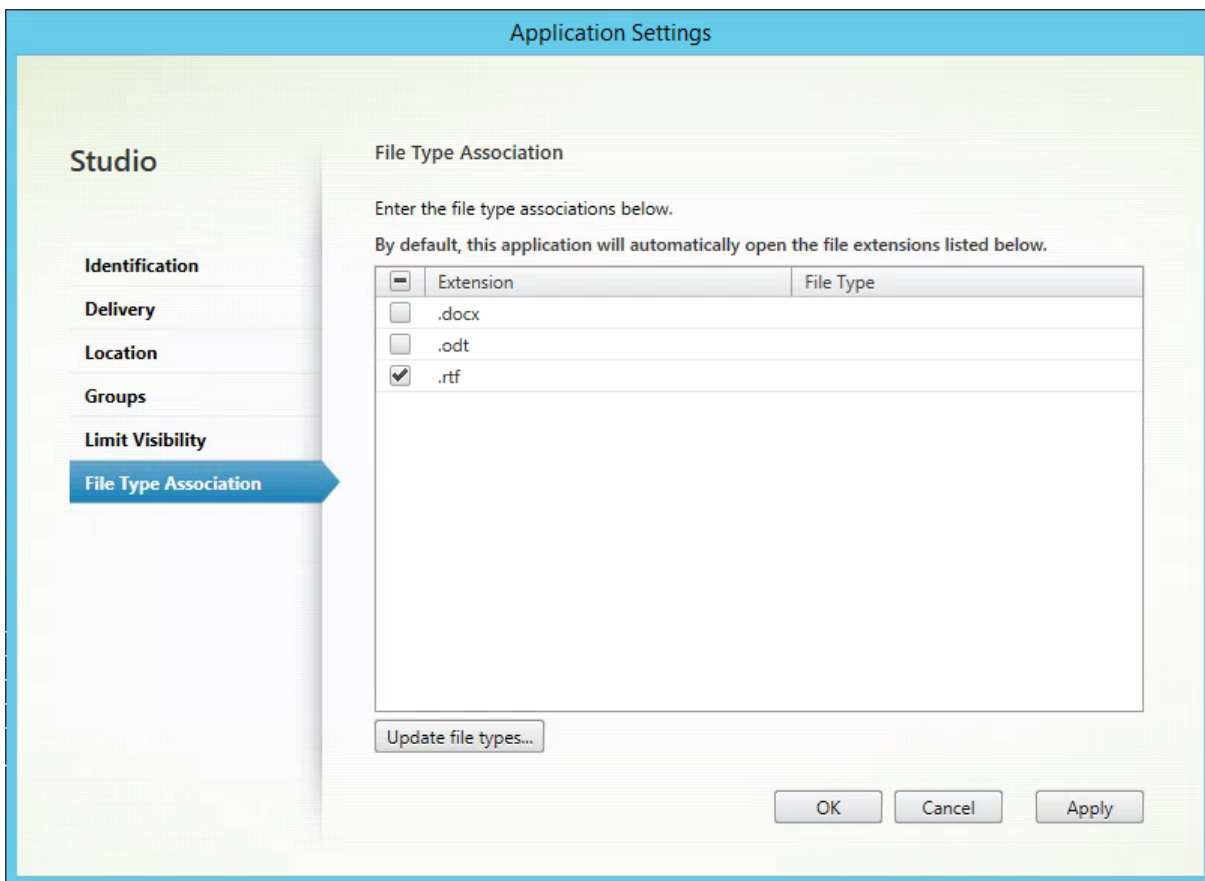 Application Settings
Studio
Identification
Delivery
Location
Groups
Limit Visibility
File Type Association
File Type Association
Enter the file type associations below.
By default, this application will automatically open the file extensions listed below.
Extension File Type
.docx
.odt
.rtf
Update file types...
OK Cancel Apply